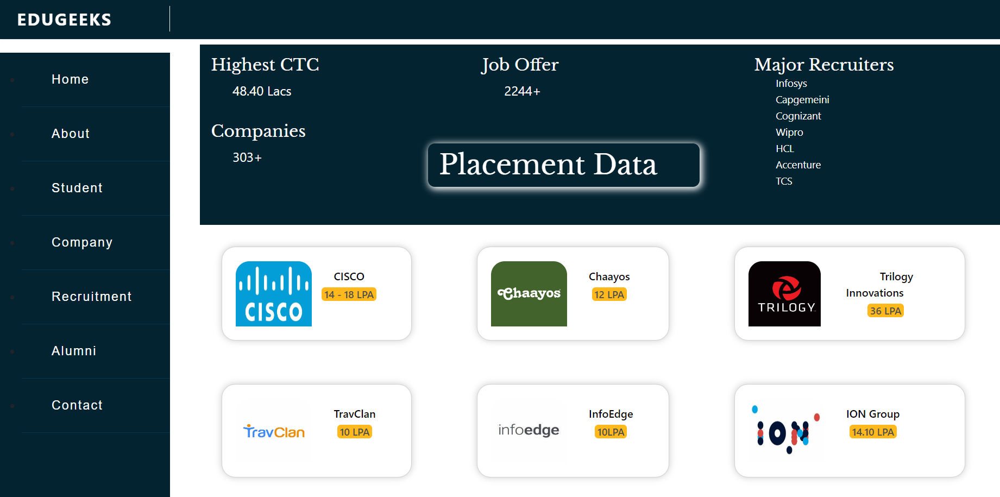 EDUGEEKS
Home
About
Student
Company
Recruitment
Alumni
Contact
Highest CTC
48.40 Lacs
Companies
303+
Job Offer
2244+
Placement Data
Major Recruiters
Infosys
Capgemeini
Cognizant
Wipro
HCL
Accenture
TCS
CISCO
CISCO
14 - 18 LPA
Chaayos
Chaayos
12 LPA
TRILOGY
Trilogy
Innovations
36 LPA
TravClan
TravClan
10 LPA
infoedge
InfoEdge
10LPA
ION
ION Group
14.10 LPA